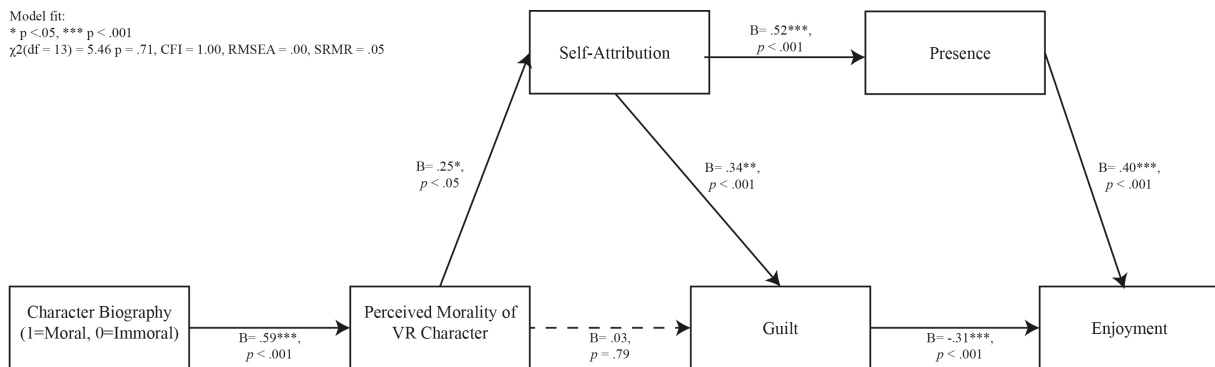 Model fit:
* p <.05, *** p < .001
χ2(df = 13) = 5.46 p = .71, CFI = 1.00, RMSEA = .00, SRMR = .05
Self-Attribution
B= .52***,
p < .001
Presence
B= .25*,
p < .05
B= .34**,
p < .001
B= .40***,
p < .001
Character Biography
(1=Moral, 0=Immoral)
B= .59***,
p < .001
Perceived Morality of
VR Character
B= .03,
p = .79
Guilt
B= -.31***,
p < .001
Enjoyment